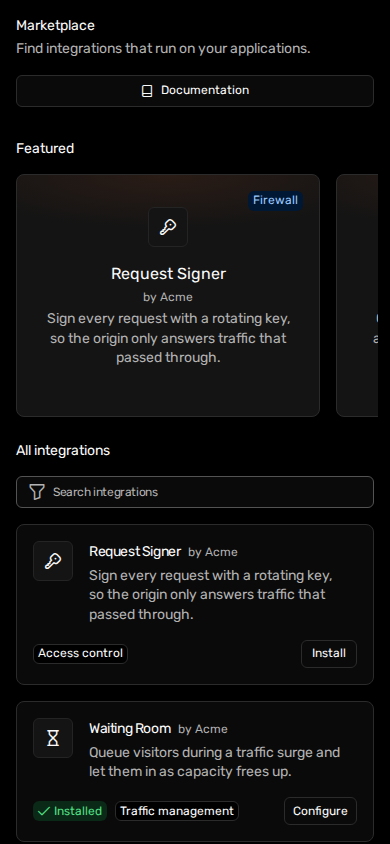 Marketplace
Find integrations that run on your applications.
Documentation
Featured
Firewall
Request Signer
by Acme
Sign every request with a rotating key,
so the origin only answers traffic that
passed through.
All integrations
Search integrations
Request Signer by Acme
Sign every request with a rotating key,
so the origin only answers traffic that
passed through.
Access control
Install
Waiting Room by Acme
Queue visitors during a traffic surge and
let them in as capacity frees up.
Installed
Traffic management
Configure